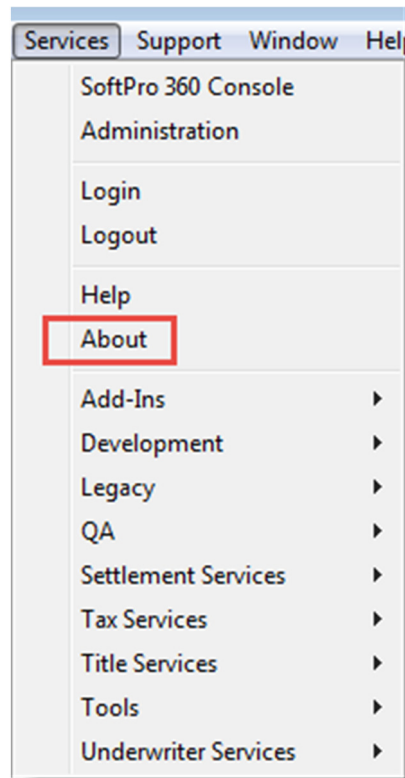 Services Support Window Help
SoftPro 360 Console
Administration
Login
Logout
Help
About
Add-Ins
Development
Legacy
QA
Settlement Services
Tax Services
Title Services
Tools
Underwriter Services